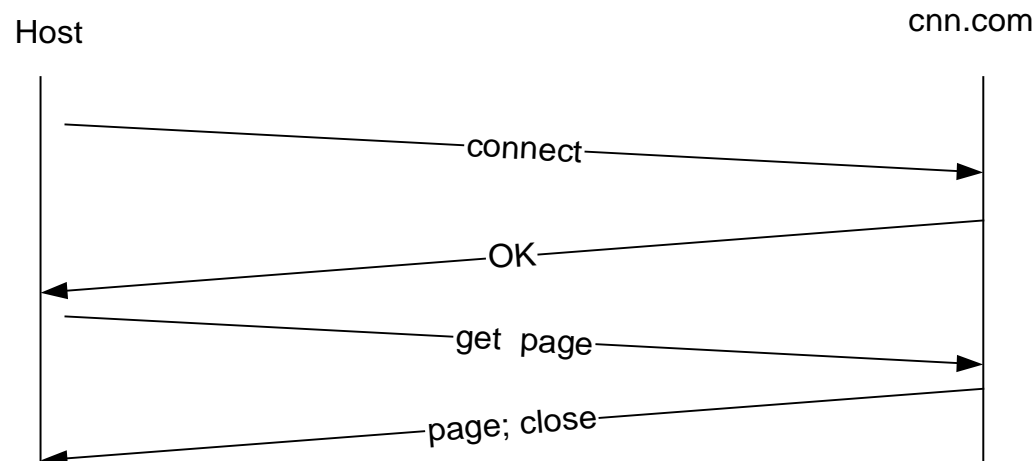 Host
cnn.com
connect
OK
get page
page; close